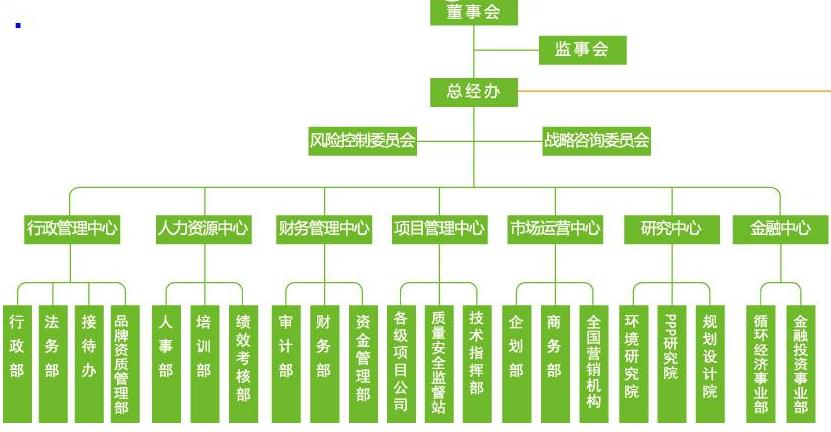 董事会
监事会
总经办
风险控制委员会
战略咨询委员会
行政管理中心
人力资源中心
财务管理中心
项目管理中心
市场运营中心
研究中心
金融中心
行政部
法务部
接待办
品牌资质管理部
人事部
培训部
绩效考核部
审计部
财务部
资金管理部
各级项目公司
质量安全监督站
技术指挥部
企划部
商务部
全国营销机构
环境研究院
PPP研究院
规划设计院
循环经济事业部
金融投资事业部